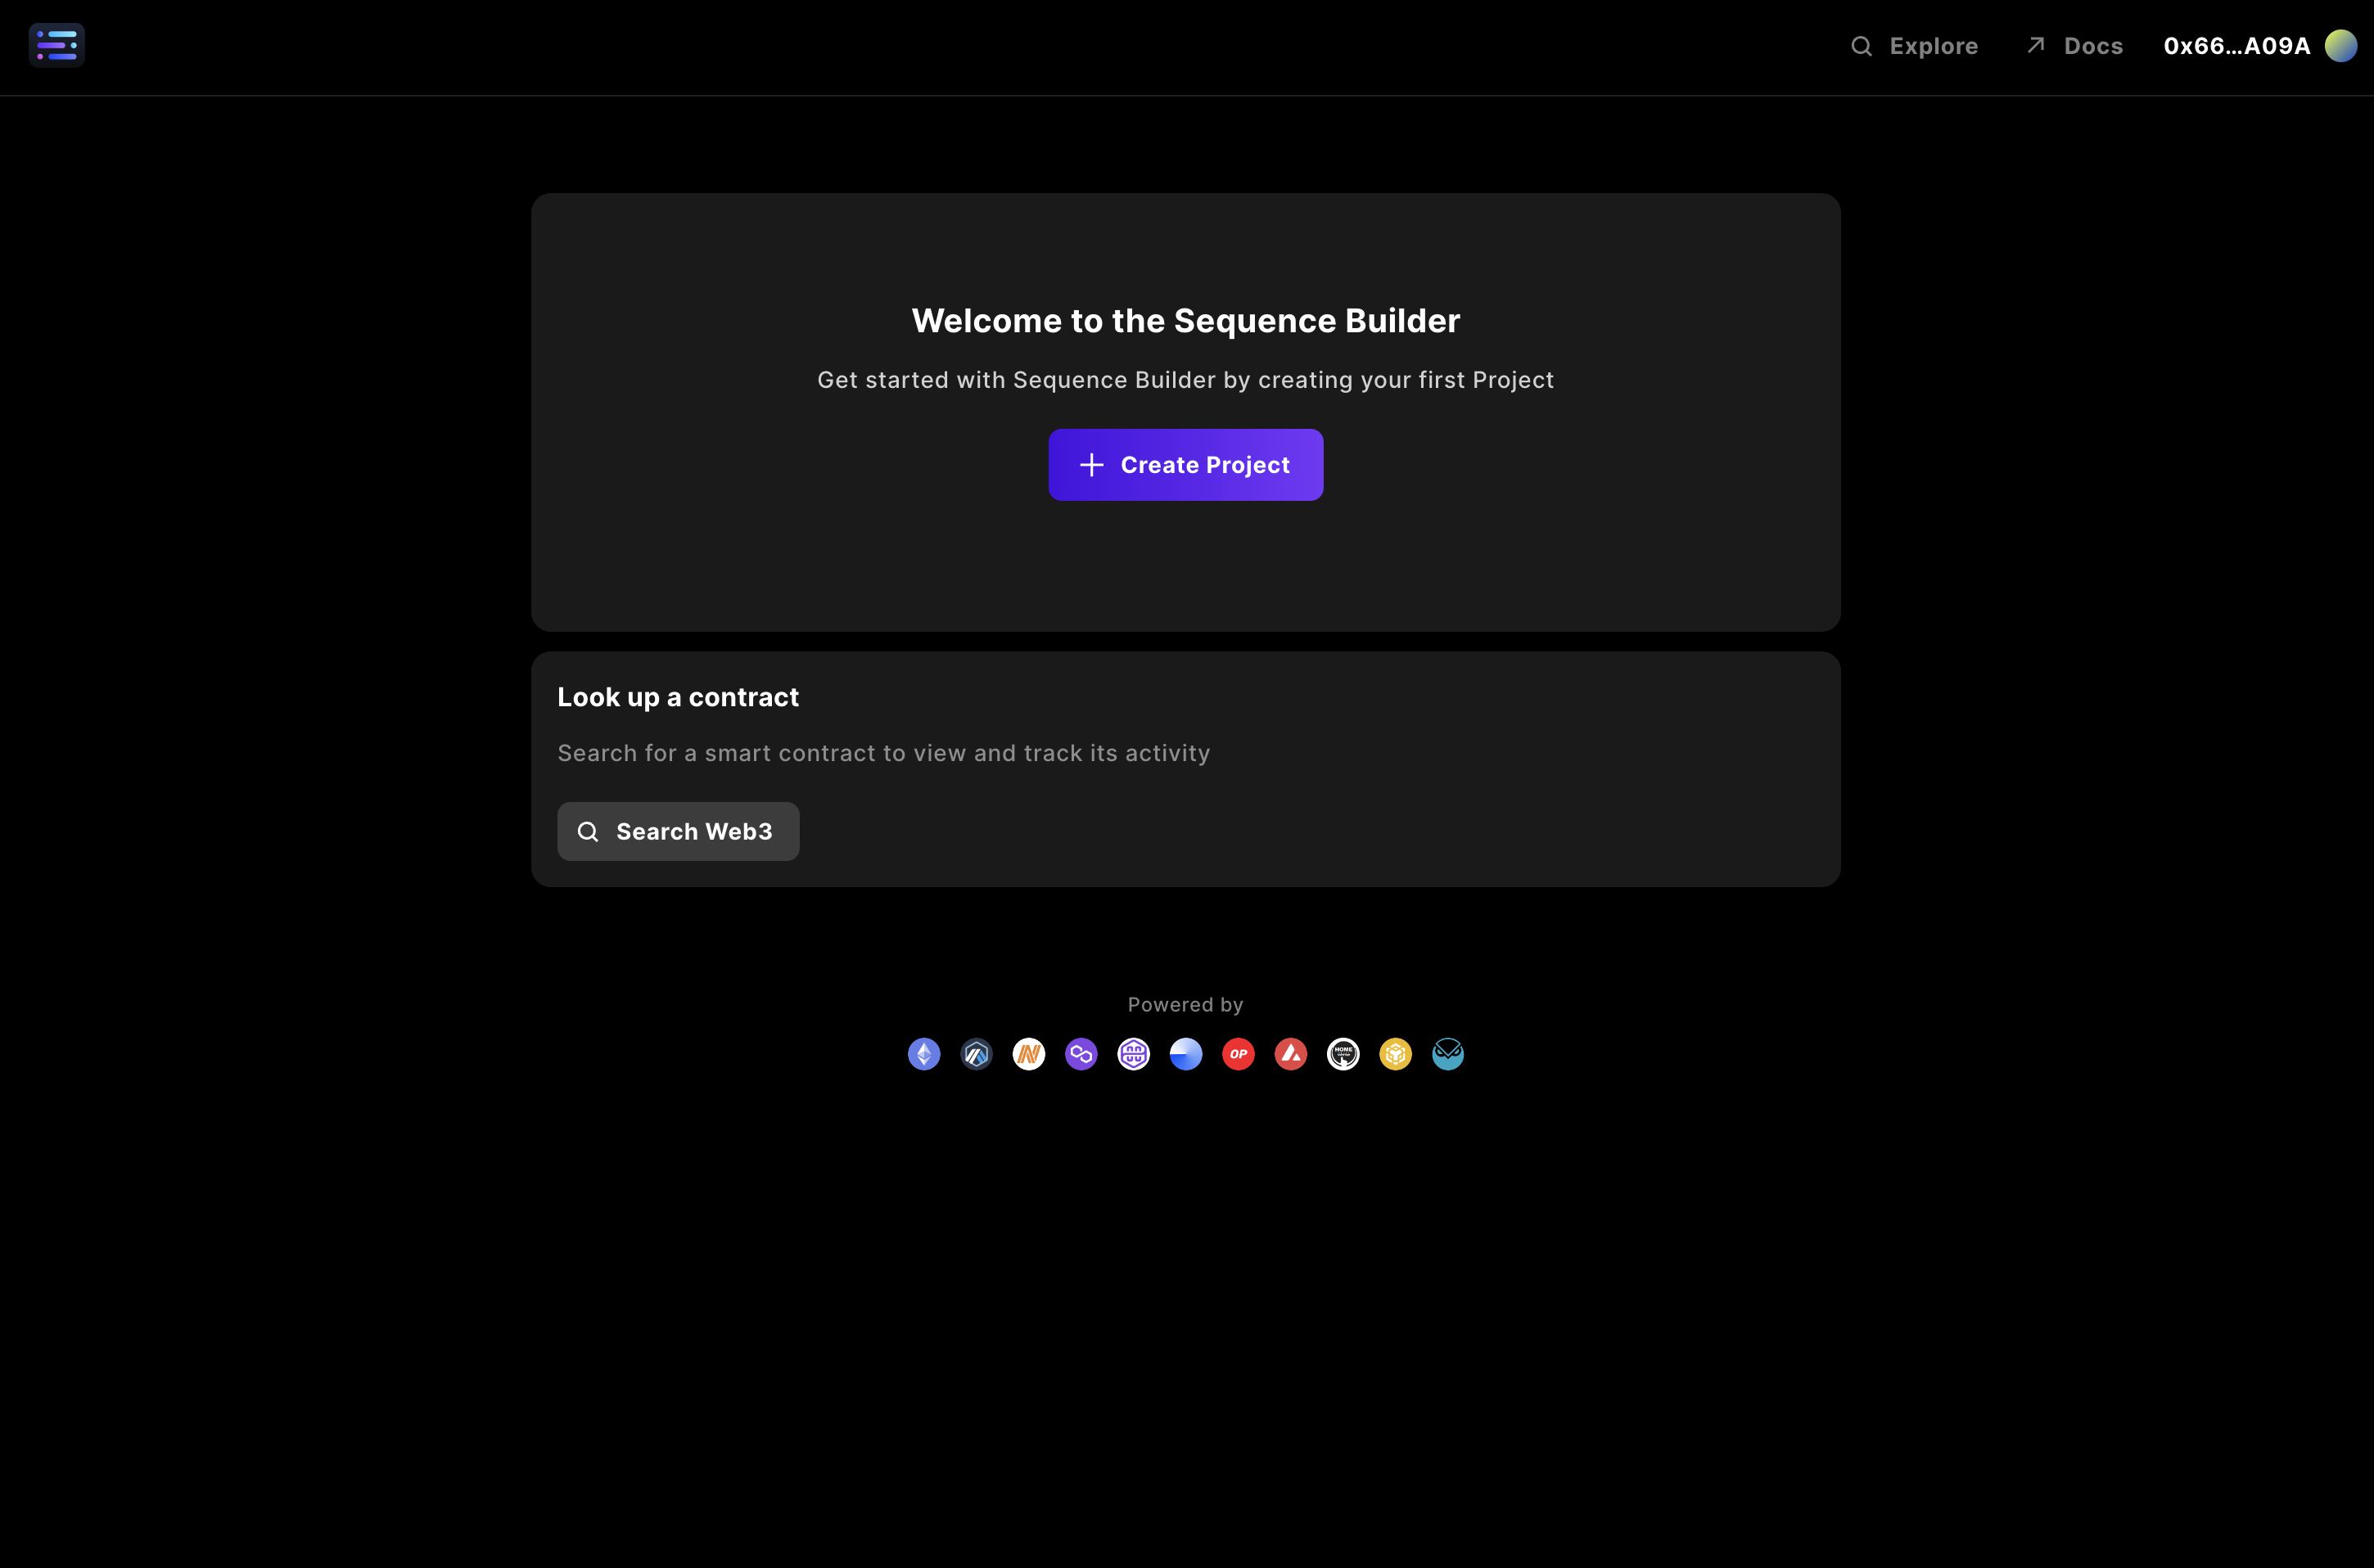 Explore
Docs
0x66...A09A
Welcome to the Sequence Builder
Get started with Sequence Builder by creating your first Project
Create Project
Look up a contract
Search for a smart contract to view and track its activity
Search Web3
Powered by
OP
HOME